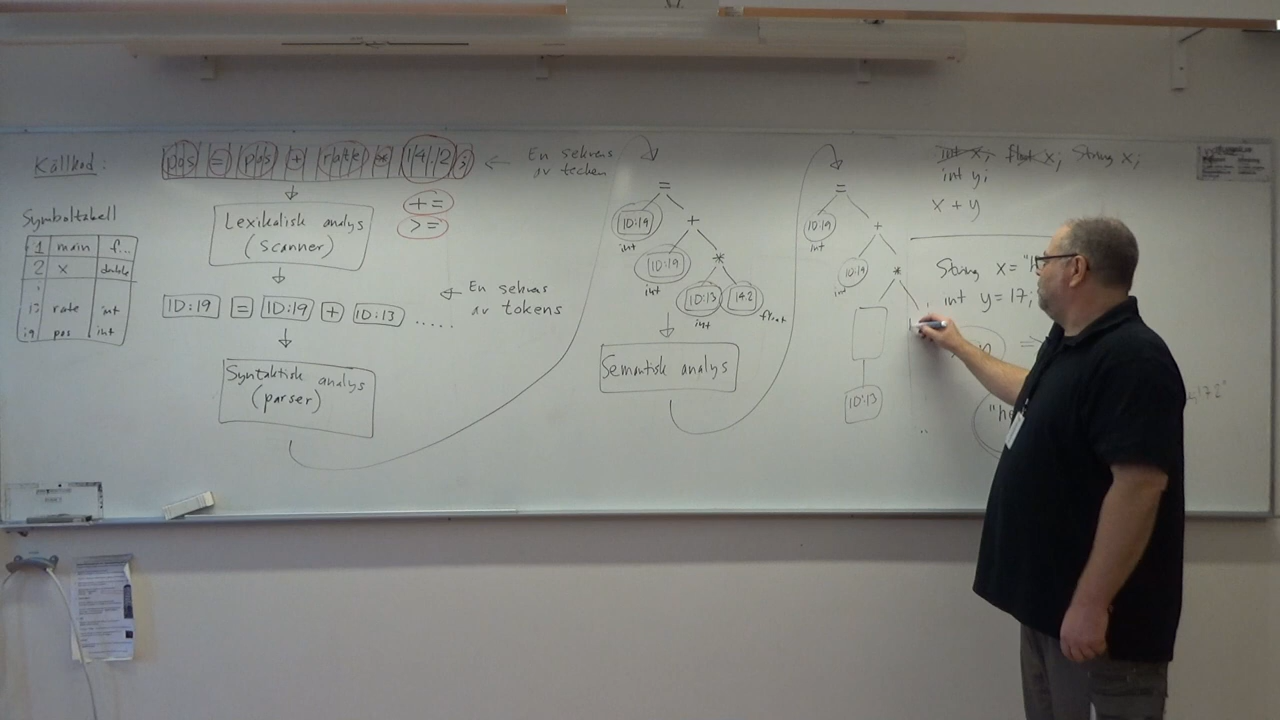 Källkod:
pos = pos + rate * 14.2;
En sekvens
av tecken
+=
>=
Lexikalisk analys
(scanner)
Symboltabell
1 main f...
2 x double
13 rate int
19 pos int
ID:19 = ID:19 + ID:13 .....
En sekvens
av tokens
Syntaktisk analys
(parser)
=
ID:19 +
int
ID:19 *
int
ID:13 14.2
int float
Semantisk analys
=
ID:19 +
int
ID:19 *
int
ID:13
int x; float x; String x;
int y;
x + y
String x = "H
int y = 17;
=>
"he